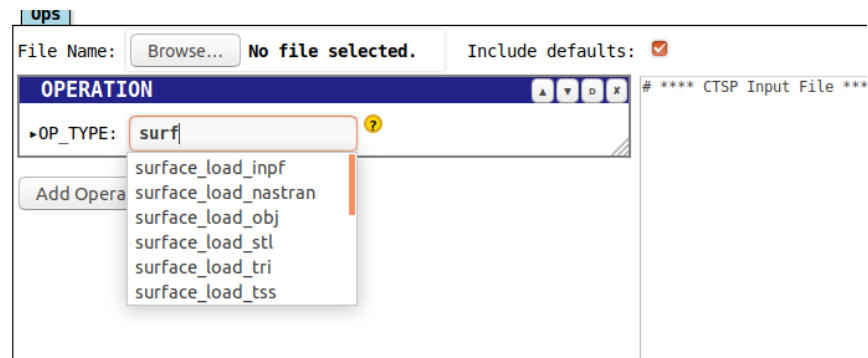 Ops
File Name: Browse... No file selected. Include defaults:
OPERATION
▲ ▼ D X
# **** CTSP Input File ***
▸OP_TYPE: surf ?
surface_load_inpf
surface_load_nastran
Add Opera
surface_load_obj
surface_load_stl
surface_load_tri
surface_load_tss